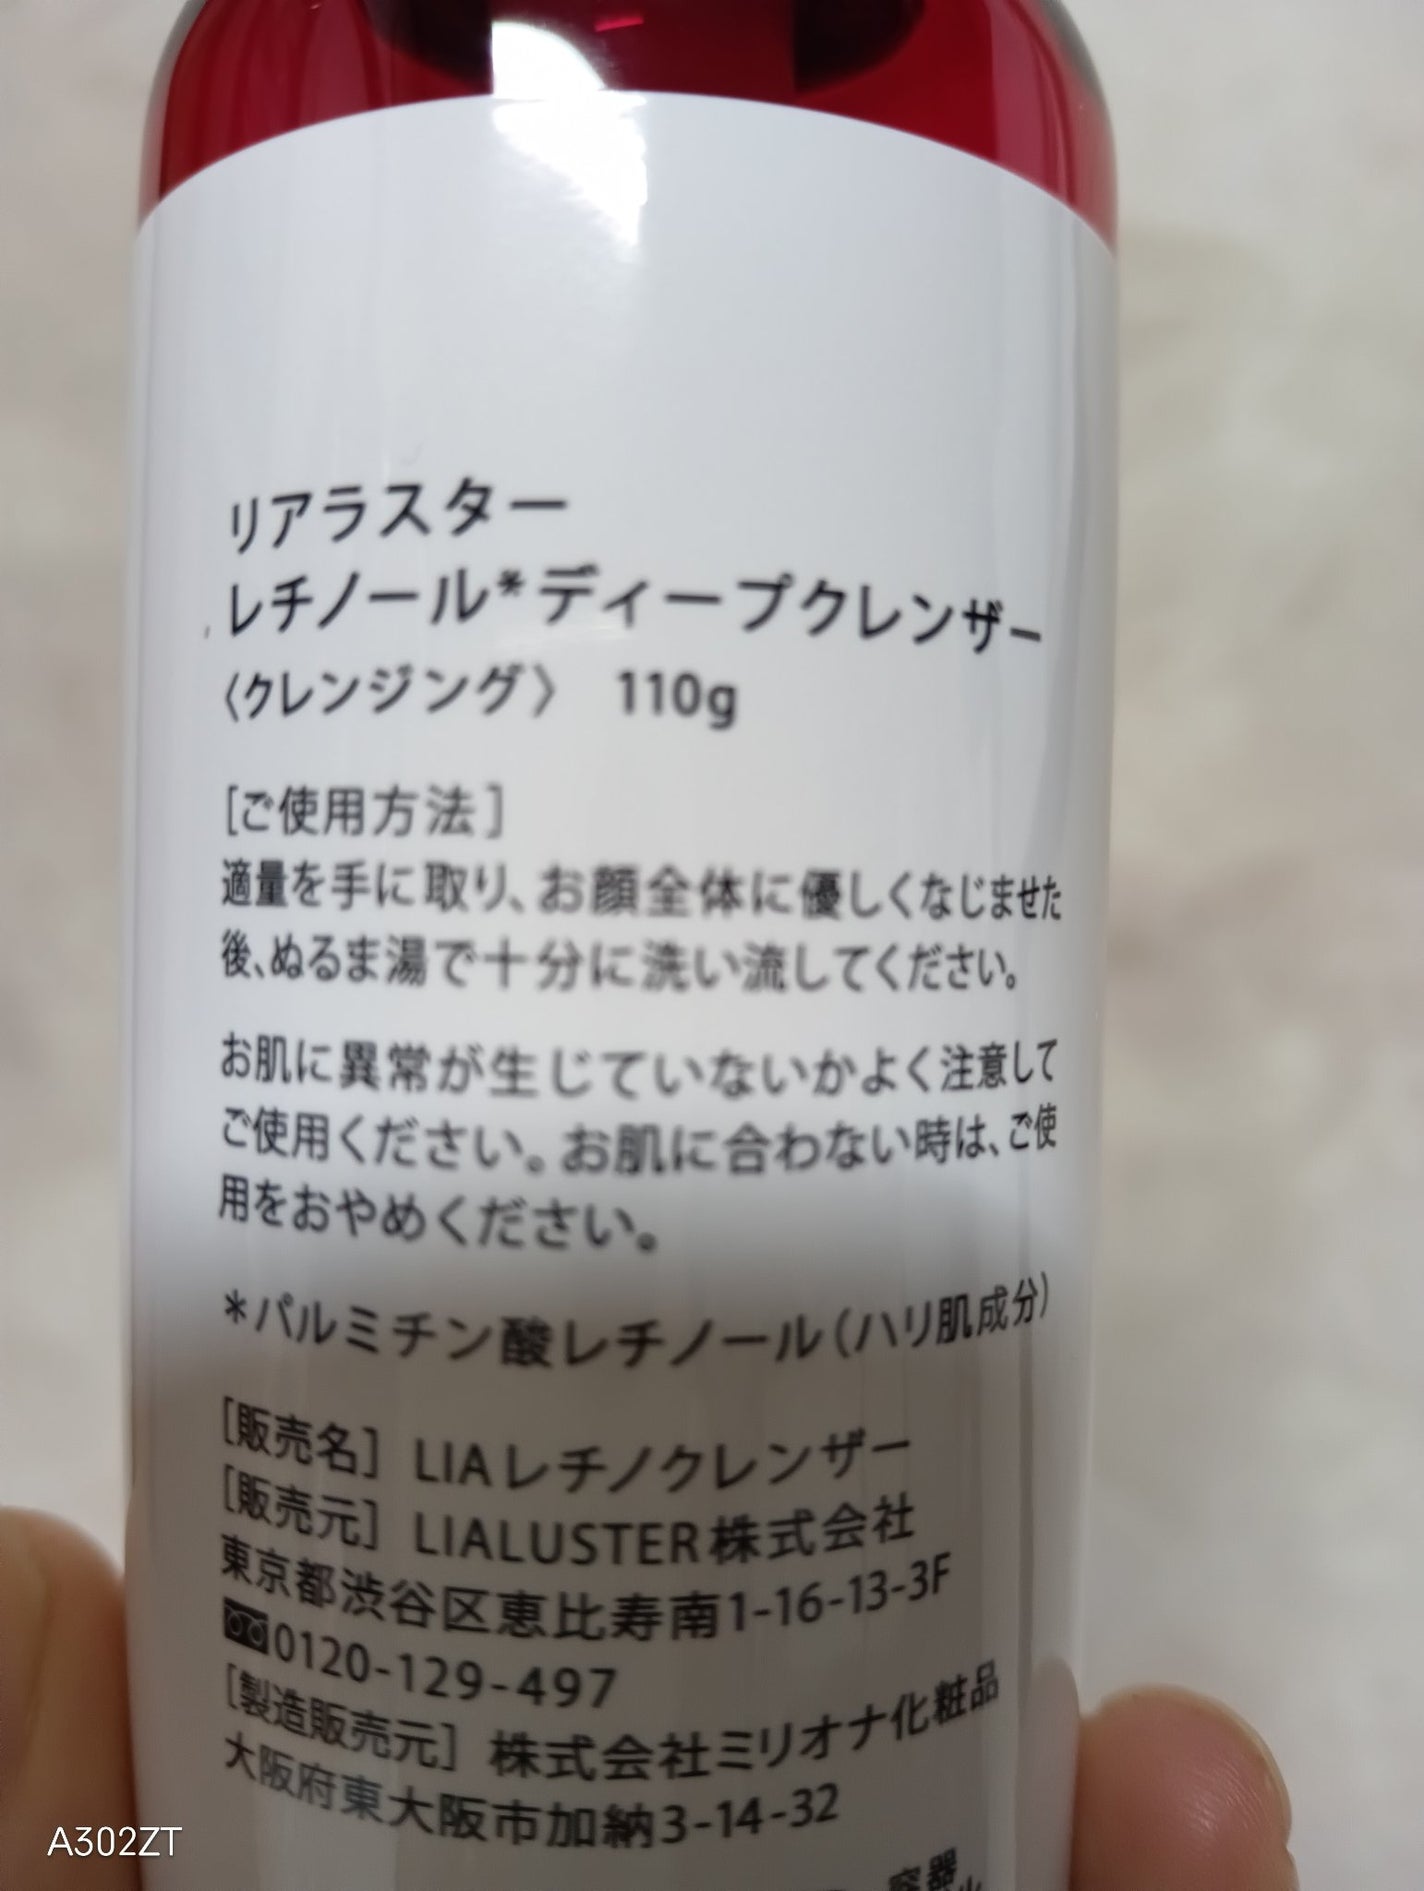 リアラスター
レチノール*ディープクレンザー
〈クレンジング〉 110g
[ご使用方法]
適量を手に取り、お顔全体に優しくなじませた
後、ぬるま湯で十分に洗い流してください。
お肌に異常が生じていないかよく注意して
ご使用ください。お肌に合わない時は、ご使
用をおやめください。
*パルミチン酸レチノール(ハリ肌成分)
[販売名] LIAレチノクレンザー
[販売元] LIALUSTER株式会社
東京都渋谷区恵比寿南1-16-13-3F
0120-129-497
[製造販売元] 株式会社ミリオナ化粧品
大阪府東大阪市加納3-14-32
容器
A302ZT